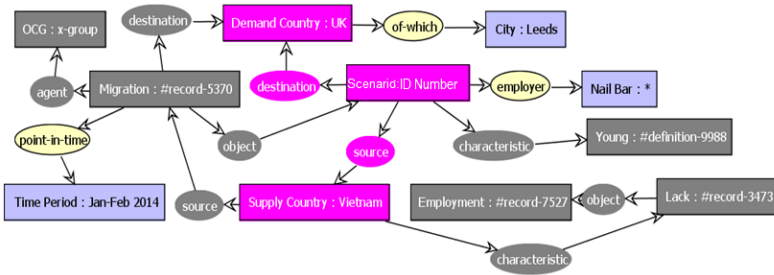 OCG : x-group
destination
Demand Country : UK
of-which
City : Leeds
agent
Migration : #record-5370
destination
Scenario:ID Number
employer
Nail Bar : *
point-in-time
object
source
characteristic
Young : #definition-9988
Time Period : Jan-Feb 2014
source
Supply Country : Vietnam
Employment : #record-7527
object
Lack : #record-3473
characteristic